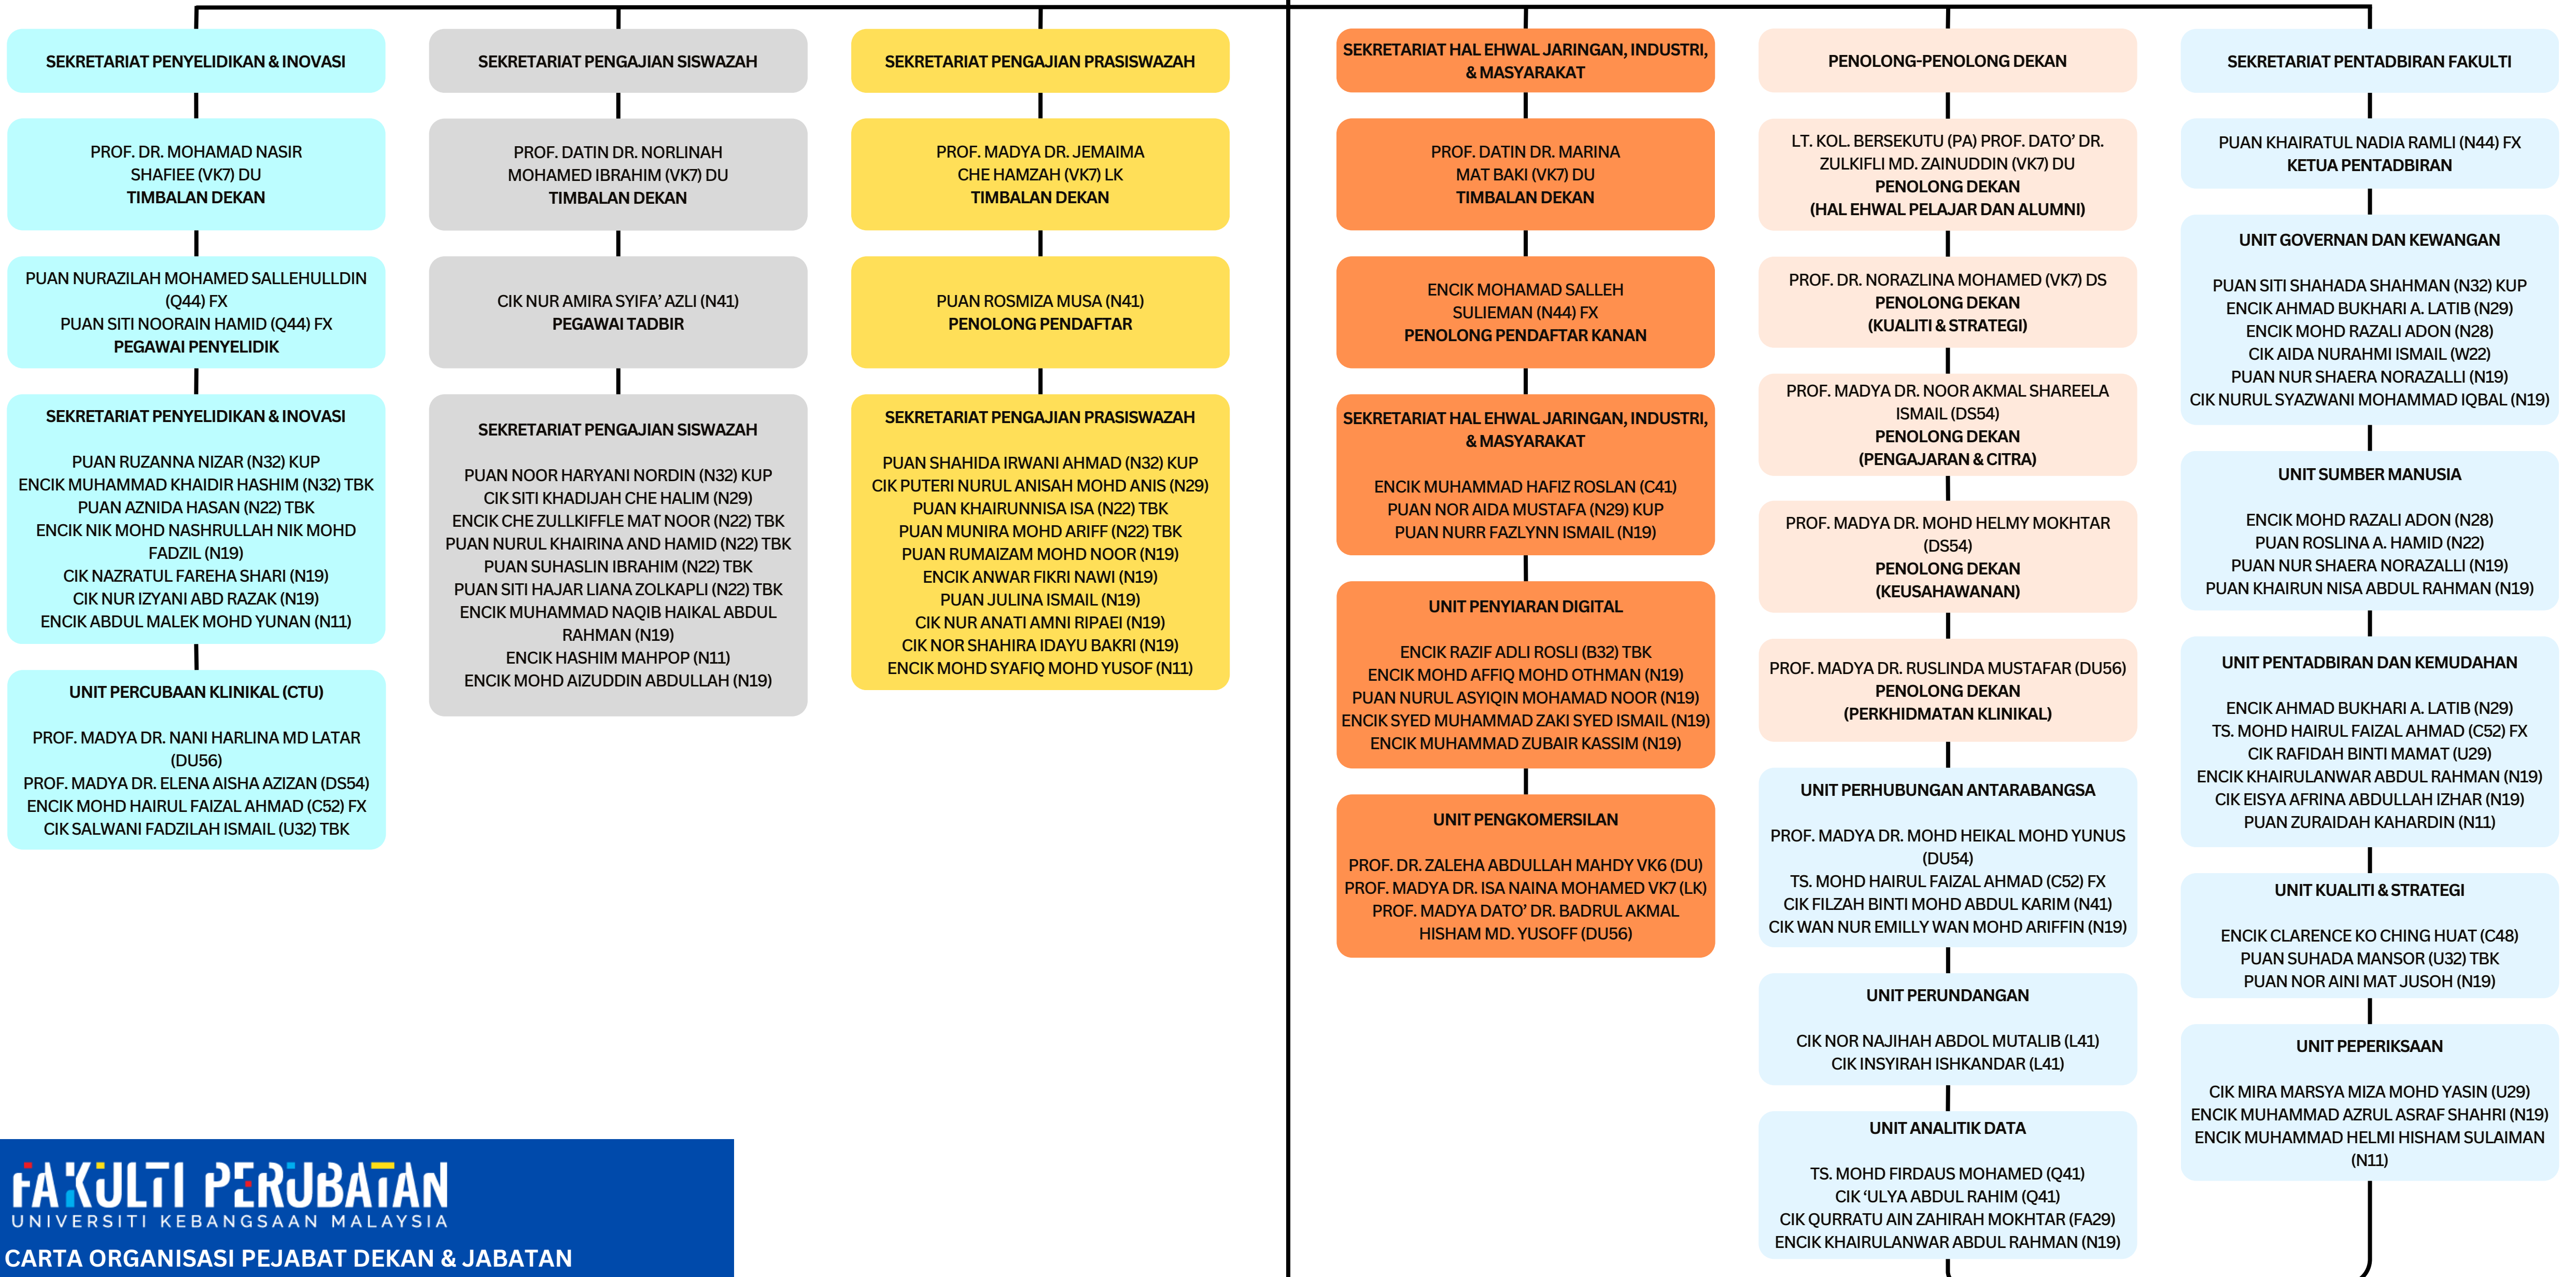 SEKRETARIAT PENYELIDIKAN & INOVASI
PROF. DR. MOHAMAD NASIR
SHAFIEE (VK7) DU
TIMBALAN DEKAN
PUAN NURAZILAH MOHAMED SALLEHULLDIN
(Q44) FX
PUAN SITI NOORAIN HAMID (Q44) FX
PEGAWAI PENYELIDIK
SEKRETARIAT PENYELIDIKAN & INOVASI
PUAN RUZANNA NIZAR (N32) KUP
ENCIK MUHAMMAD KHAIDIR HASHIM (N32) TBK
PUAN AZNIDA HASAN (N22) TBK
ENCIK NIK MOHD NASHRULLAH NIK MOHD
FADZIL (N19)
CIK NAZRATUL FAREHA SHARI (N19)
CIK NUR IZYANI ABD RAZAK (N19)
ENCIK ABDUL MALEK MOHD YUNAN (N11)
UNIT PERCUBAAN KLINIKAL (CTU)
PROF. MADYA DR. NANI HARLINA MD LATAR
(DU56)
PROF. MADYA DR. ELENA AISHA AZIZAN (DS54)
ENCIK MOHD HAIRUL FAIZAL AHMAD (C52) FX
CIK SALWANI FADZILAH ISMAIL (U32) TBK
SEKRETARIAT PENGAJIAN SISWAZAH
PROF. DATIN DR. NORLINAH
MOHAMED IBRAHIM (VK7) DU
TIMBALAN DEKAN
CIK NUR AMIRA SYIFA’ AZLI (N41)
PEGAWAI TADBIR
SEKRETARIAT PENGAJIAN SISWAZAH
PUAN NOOR HARYANI NORDIN (N32) KUP
CIK SITI KHADIJAH CHE HALIM (N29)
ENCIK CHE ZULLKIFFLE MAT NOOR (N22) TBK
PUAN NURUL KHAIRINA AND HAMID (N22) TBK
PUAN SUHASLIN IBRAHIM (N22) TBK
PUAN SITI HAJAR LIANA ZOLKAPLI (N22) TBK
ENCIK MUHAMMAD NAQIB HAIKAL ABDUL
RAHMAN (N19)
ENCIK HASHIM MAHPOP (N11)
ENCIK MOHD AIZUDDIN ABDULLAH (N19)
SEKRETARIAT PENGAJIAN PRASISWAZAH
PROF. MADYA DR. JEMAIMA
CHE HAMZAH (VK7) LK
TIMBALAN DEKAN
PUAN ROSMIZA MUSA (N41)
PENOLONG PENDAFTAR
SEKRETARIAT PENGAJIAN PRASISWAZAH
PUAN SHAHIDA IRWANI AHMAD (N32) KUP
CIK PUTERI NURUL ANISAH MOHD ANIS (N29)
PUAN KHAIRUNNISA ISA (N22) TBK
PUAN MUNIRA MOHD ARIFF (N22) TBK
PUAN RUMAIZAM MOHD NOOR (N19)
ENCIK ANWAR FIKRI NAWI (N19)
PUAN JULINA ISMAIL (N19)
CIK NUR ANATI AMNI RIPAEI (N19)
CIK NOR SHAHIRA IDAYU BAKRI (N19)
ENCIK MOHD SYAFIQ MOHD YUSOF (N11)
SEKRETARIAT HAL EHWAL JARINGAN, INDUSTRI,
& MASYARAKAT
PROF. DATIN DR. MARINA
MAT BAKI (VK7) DU
TIMBALAN DEKAN
ENCIK MOHAMAD SALLEH
SULIEMAN (N44) FX
PENOLONG PENDAFTAR KANAN
SEKRETARIAT HAL EHWAL JARINGAN, INDUSTRI,
& MASYARAKAT
ENCIK MUHAMMAD HAFIZ ROSLAN (C41)
PUAN NOR AIDA MUSTAFA (N29) KUP
PUAN NURR FAZLYNN ISMAIL (N19)
UNIT PENYIARAN DIGITAL
ENCIK RAZIF ADLI ROSLI (B32) TBK
ENCIK MOHD AFFIQ MOHD OTHMAN (N19)
PUAN NURUL ASYIQIN MOHAMAD NOOR (N19)
ENCIK SYED MUHAMMAD ZAKI SYED ISMAIL (N19)
ENCIK MUHAMMAD ZUBAIR KASSIM (N19)
UNIT PENGKOMERSILAN
PROF. DR. ZALEHA ABDULLAH MAHDY VK6 (DU)
PROF. MADYA DR. ISA NAINA MOHAMED VK7 (LK)
PROF. MADYA DATO’ DR. BADRUL AKMAL
HISHAM MD. YUSOFF (DU56)
PENOLONG-PENOLONG DEKAN
LT. KOL. BERSEKUTU (PA) PROF. DATO’ DR.
ZULKIFLI MD. ZAINUDDIN (VK7) DU
PENOLONG DEKAN
(HAL EHWAL PELAJAR DAN ALUMNI)
PROF. DR. NORAZLINA MOHAMED (VK7) DS
PENOLONG DEKAN
(KUALITI & STRATEGI)
PROF. MADYA DR. NOOR AKMAL SHAREELA
ISMAIL (DS54)
PENOLONG DEKAN
(PENGAJARAN & CITRA)
PROF. MADYA DR. MOHD HELMY MOKHTAR
(DS54)
PENOLONG DEKAN
(KEUSAHAWANAN)
PROF. MADYA DR. RUSLINDA MUSTAFAR (DU56)
PENOLONG DEKAN
(PERKHIDMATAN KLINIKAL)
UNIT PERHUBUNGAN ANTARABANGSA
PROF. MADYA DR. MOHD HEIKAL MOHD YUNUS
(DU54)
TS. MOHD HAIRUL FAIZAL AHMAD (C52) FX
CIK FILZAH BINTI MOHD ABDUL KARIM (N41)
CIK WAN NUR EMILLY WAN MOHD ARIFFIN (N19)
UNIT PERUNDANGAN
CIK NOR NAJIHAH ABDOL MUTALIB (L41)
CIK INSYIRAH ISHKANDAR (L41)
UNIT ANALITIK DATA
TS. MOHD FIRDAUS MOHAMED (Q41)
CIK ‘ULYA ABDUL RAHIM (Q41)
CIK QURRATU AIN ZAHIRAH MOKHTAR (FA29)
ENCIK KHAIRULANWAR ABDUL RAHMAN (N19)
SEKRETARIAT PENTADBIRAN FAKULTI
PUAN KHAIRATUL NADIA RAMLI (N44) FX
KETUA PENTADBIRAN
UNIT GOVERNAN DAN KEWANGAN
PUAN SITI SHAHADA SHAHMAN (N32) KUP
ENCIK AHMAD BUKHARI A. LATIB (N29)
ENCIK MOHD RAZALI ADON (N28)
CIK AIDA NURAHMI ISMAIL (W22)
PUAN NUR SHAERA NORAZALLI (N19)
CIK NURUL SYAZWANI MOHAMMAD IQBAL (N19)
UNIT SUMBER MANUSIA
ENCIK MOHD RAZALI ADON (N28)
PUAN ROSLINA A. HAMID (N22)
PUAN NUR SHAERA NORAZALLI (N19)
PUAN KHAIRUN NISA ABDUL RAHMAN (N19)
UNIT PENTADBIRAN DAN KEMUDAHAN
ENCIK AHMAD BUKHARI A. LATIB (N29)
TS. MOHD HAIRUL FAIZAL AHMAD (C52) FX
CIK RAFIDAH BINTI MAMAT (U29)
ENCIK KHAIRULANWAR ABDUL RAHMAN (N19)
CIK EISYA AFRINA ABDULLAH IZHAR (N19)
PUAN ZURAIDAH KAHARDIN (N11)
UNIT KUALITI & STRATEGI
ENCIK CLARENCE KO CHING HUAT (C48)
PUAN SUHADA MANSOR (U32) TBK
PUAN NOR AINI MAT JUSOH (N19)
UNIT PEPERIKSAAN
CIK MIRA MARSYA MIZA MOHD YASIN (U29)
ENCIK MUHAMMAD AZRUL ASRAF SHAHRI (N19)
ENCIK MUHAMMAD HELMI HISHAM SULAIMAN
(N11)
FAKULTI PERUBATAN
UNIVERSITI KEBANGSAAN MALAYSIA
CARTA ORGANISASI PEJABAT DEKAN & JABATAN